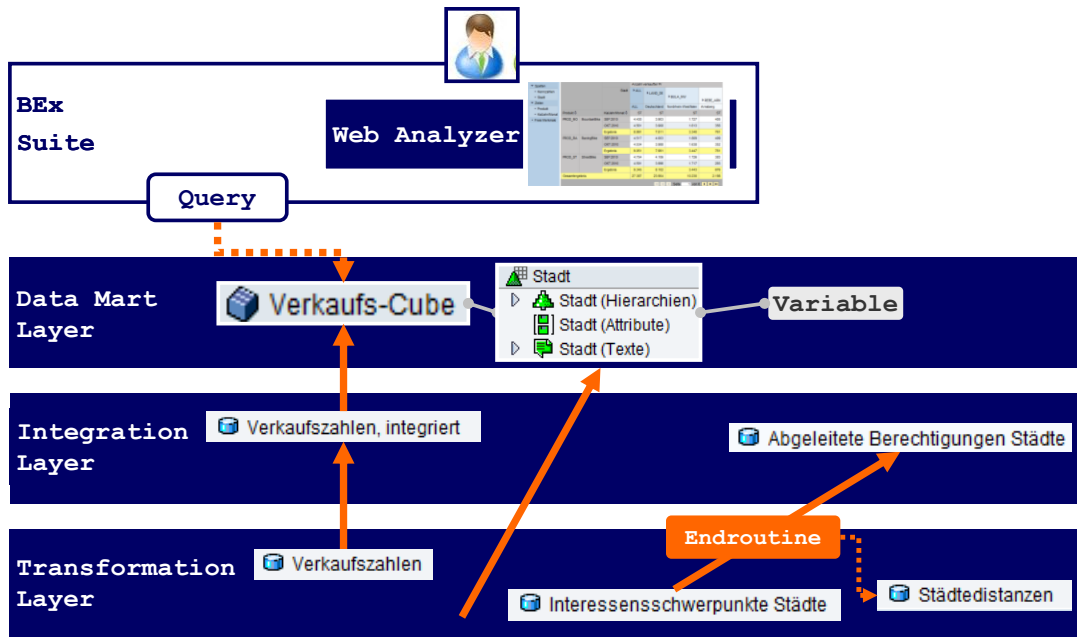 BEx
Suite
Web Analyzer
Query
Data Mart
Layer
Verkaufs-Cube
Stadt
Stadt (Hierarchien)
Stadt (Attribute)
Stadt (Texte)
Variable
Integration
Layer
Verkaufszahlen, integriert
Abgeleitete Berechtigungen Städte
Endroutine
Transformation
Layer
Verkaufszahlen
Interessensschwerpunkte Städte
Städtedistanzen